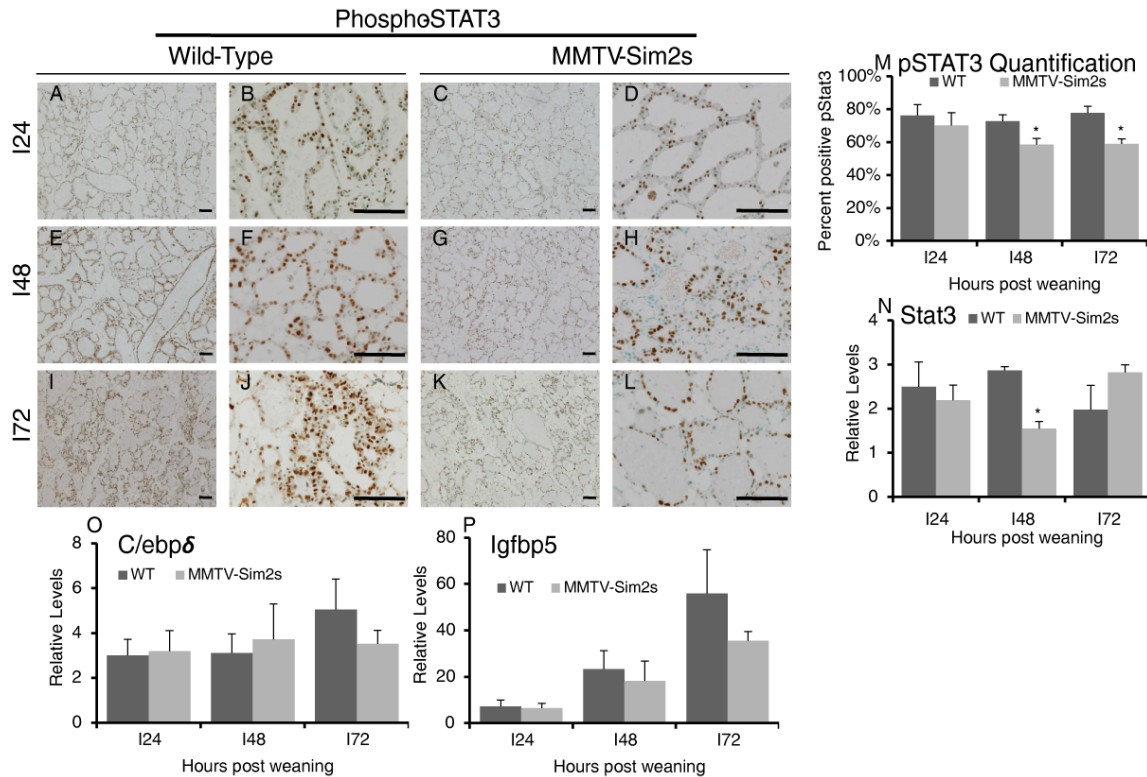 PhosphoSTAT3
Wild-Type MMTV-Sim2s
I24 A B C D
I48 E F G H
I72 I J K L
M pSTAT3 Quantification
WT MMTV-Sim2s
Percent positive pStat3
100%
80%
60%
40%
20%
0%
* *
I24 I48 I72
Hours post weaning
N Stat3 WT MMTV-Sim2s
Relative Levels
4
3
2
1
0
*
I24 I48 I72
Hours post weaning
O C/ebpδ
WT MMTV-Sim2s
Relative Levels
8
6
4
2
0
I24 I48 I72
Hours post weaning
P Igfbp5
WT MMTV-Sim2s
Relative Levels
80
60
40
20
0
I24 I48 I72
Hours post weaning